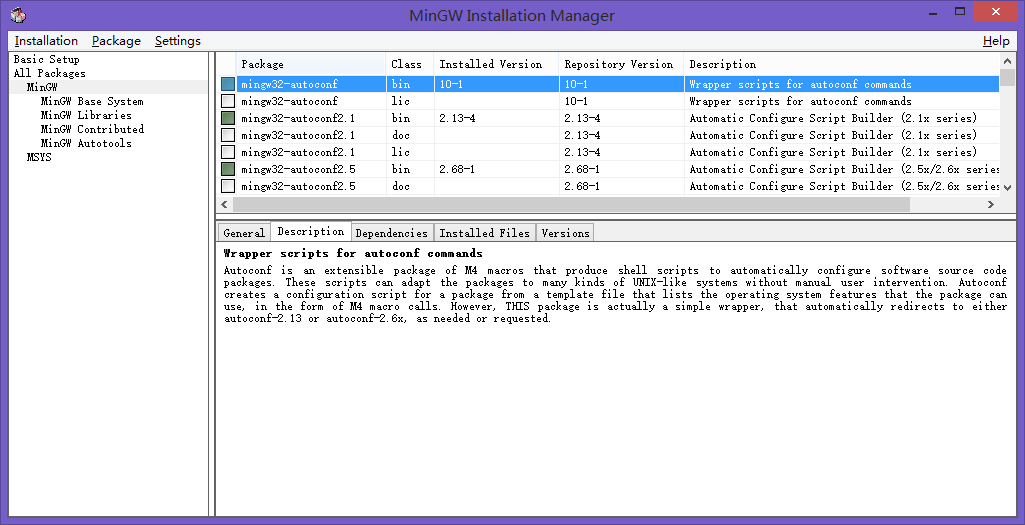 MinGW Installation Manager
Installation Package Settings Help
Basic Setup
All Packages
MinGW
MinGW Base System
MinGW Libraries
MinGW Contributed
MinGW Autotools
MSYS
Package Class Installed Version Repository Version Description
mingw32-autoconf bin 10-1 10-1 Wrapper scripts for autoconf commands
mingw32-autoconf lic 10-1 Wrapper scripts for autoconf commands
mingw32-autoconf2.1 bin 2.13-4 2.13-4 Automatic Configure Script Builder (2.1x series)
mingw32-autoconf2.1 doc 2.13-4 Automatic Configure Script Builder (2.1x series)
mingw32-autoconf2.1 lic 2.13-4 Automatic Configure Script Builder (2.1x series)
mingw32-autoconf2.5 bin 2.68-1 2.68-1 Automatic Configure Script Builder (2.5x/2.6x series
mingw32-autoconf2.5 doc 2.68-1 Automatic Configure Script Builder (2.5x/2.6x series
General Description Dependencies Installed Files Versions
Wrapper scripts for autoconf commands
Autoconf is an extensible package of M4 macros that produce shell scripts to automatically configure software source code
packages. These scripts can adapt the packages to many kinds of UNIX-like systems without manual user intervention. Autoconf
creates a configuration script for a package from a template file that lists the operating system features that the package can
use, in the form of M4 macro calls. However, THIS package is actually a simple wrapper, that automatically redirects to either
autoconf-2.13 or autoconf-2.6x, as needed or requested.